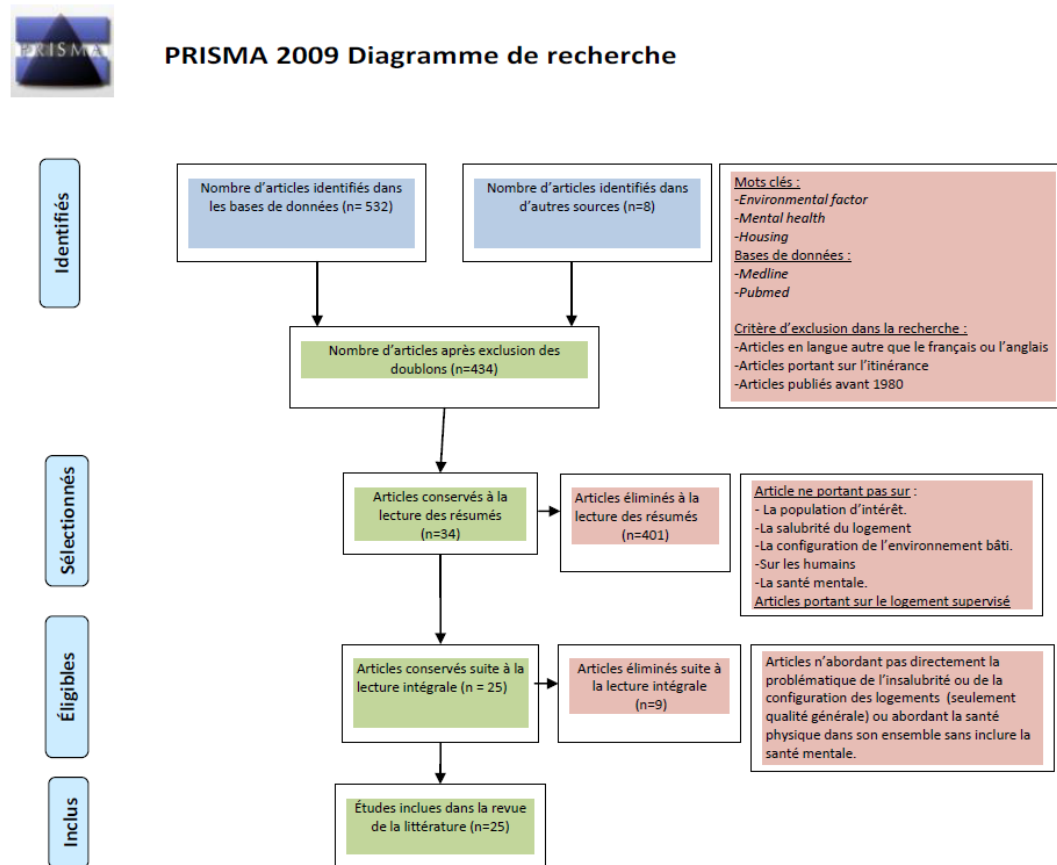 PRISMA
PRISMA 2009 Diagramme de recherche
Identifiés
Nombre d'articles identifiés dans
les bases de données (n= 532)
Nombre d'articles identifiés dans
d'autres sources (n=8)
Mots clés :
-Environmental factor
-Mental health
-Housing
Bases de données :
-Medline
-Pubmed
Critère d'exclusion dans la recherche :
-Articles en langue autre que le français ou l'anglais
-Articles portant sur l'itinérance
-Articles publiés avant 1980
Nombre d'articles après exclusion des
doublons (n=434)
Sélectionnés
Articles conservés à la
lecture des résumés
(n=34)
Articles éliminés à la
lecture des résumés
(n=401)
Article ne portant pas sur :
- La population d'intérêt.
-La salubrité du logement
-La configuration de l'environnement bâti.
-Sur les humains
-La santé mentale.
Articles portant sur le logement supervisé
Éligibles
Articles conservés suite à la
lecture intégrale (n = 25)
Articles éliminés suite à
la lecture intégrale
(n=9)
Articles n'abordant pas directement la
problématique de l'insalubrité ou de la
configuration des logements (seulement
qualité générale) ou abordant la santé
physique dans son ensemble sans inclure la
santé mentale.
Inclus
Études inclues dans la revue
de la littérature (n=25)